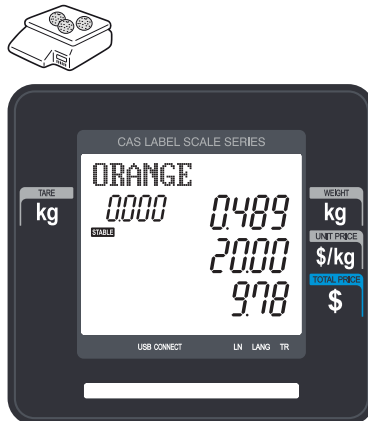 CAS LABEL SCALE SERIES
ORANGE
TARE
kg
0.000
0.489
WEIGHT
kg
STABLE
20.00
UNIT PRICE
$/kg
9.78
TOTAL PRICE
$
USB CONNECT LN LANG TR